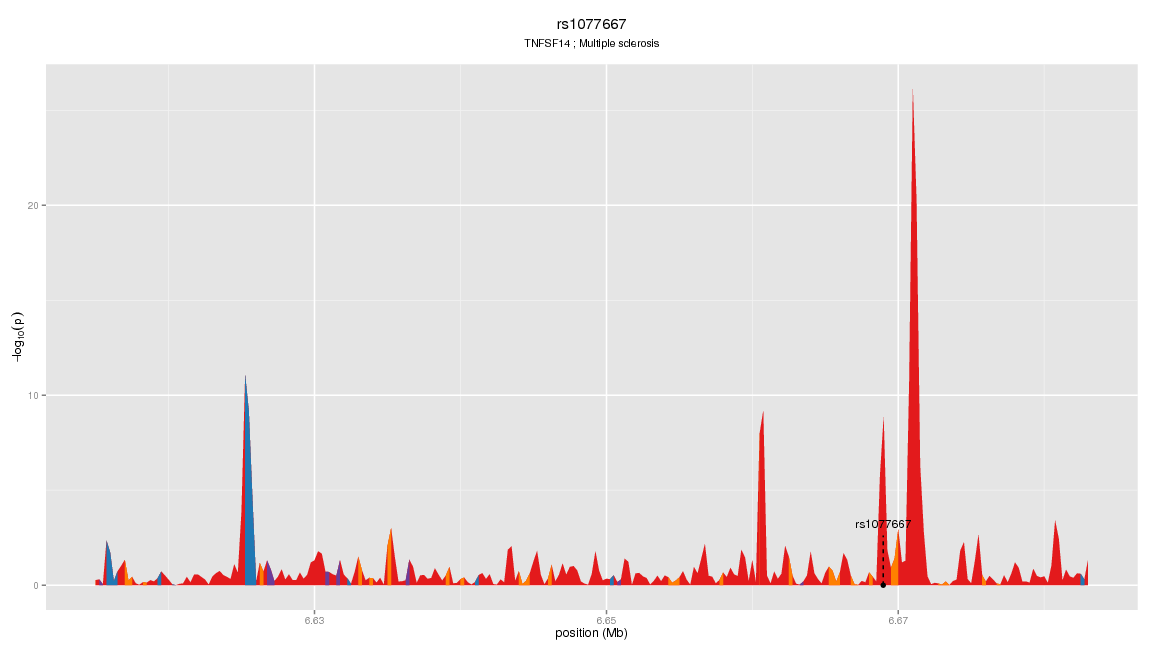 rs1077667
TNFSF14 ; Multiple sclerosis
20
10
0
−log10(p)
rs1077667
6.63
6.65
6.67
position (Mb)